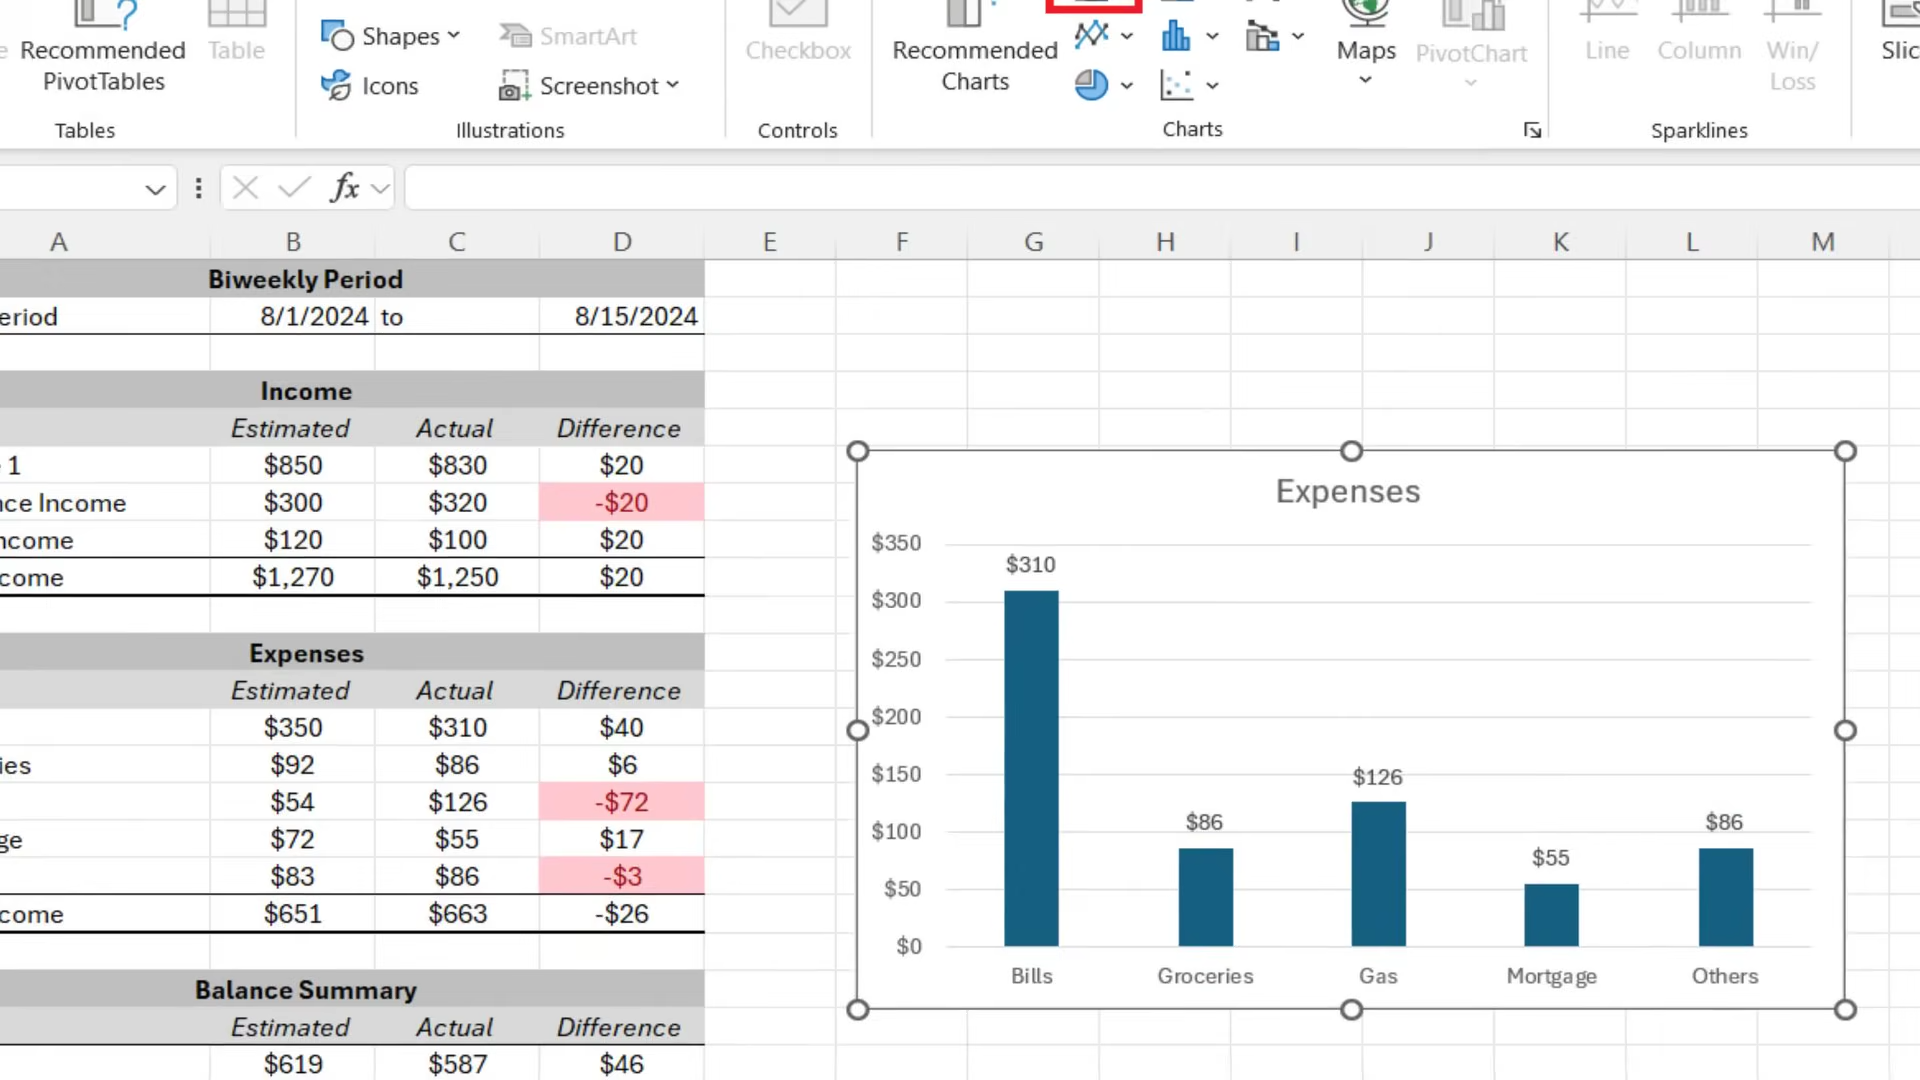 e Recommended PivotTables Table
Shapes SmartArt
Icons Screenshot
Checkbox
Recommended Charts
Maps PivotChart
Line Column Win/ Loss
Slic
Tables Illustrations Controls Charts Sparklines
fx
A B C D E F G H I J K L M
Biweekly Period
eriod 8/1/2024 to 8/15/2024
Income
Estimated Actual Difference
1 $850 $830 $20
nce Income $300 $320 -$20
ncome $120 $100 $20
come $1,270 $1,250 $20
Expenses
Estimated Actual Difference
$350 $310 $40
ies $92 $86 $6
$54 $126 -$72
ge $72 $55 $17
$83 $86 -$3
come $651 $663 -$26
Balance Summary
Estimated Actual Difference
$619 $587 $46
Expenses
$350
$310
$300
$250
$200
$150
$126
$100
$86
$86
$55
$50
$0
Bills Groceries Gas Mortgage Others